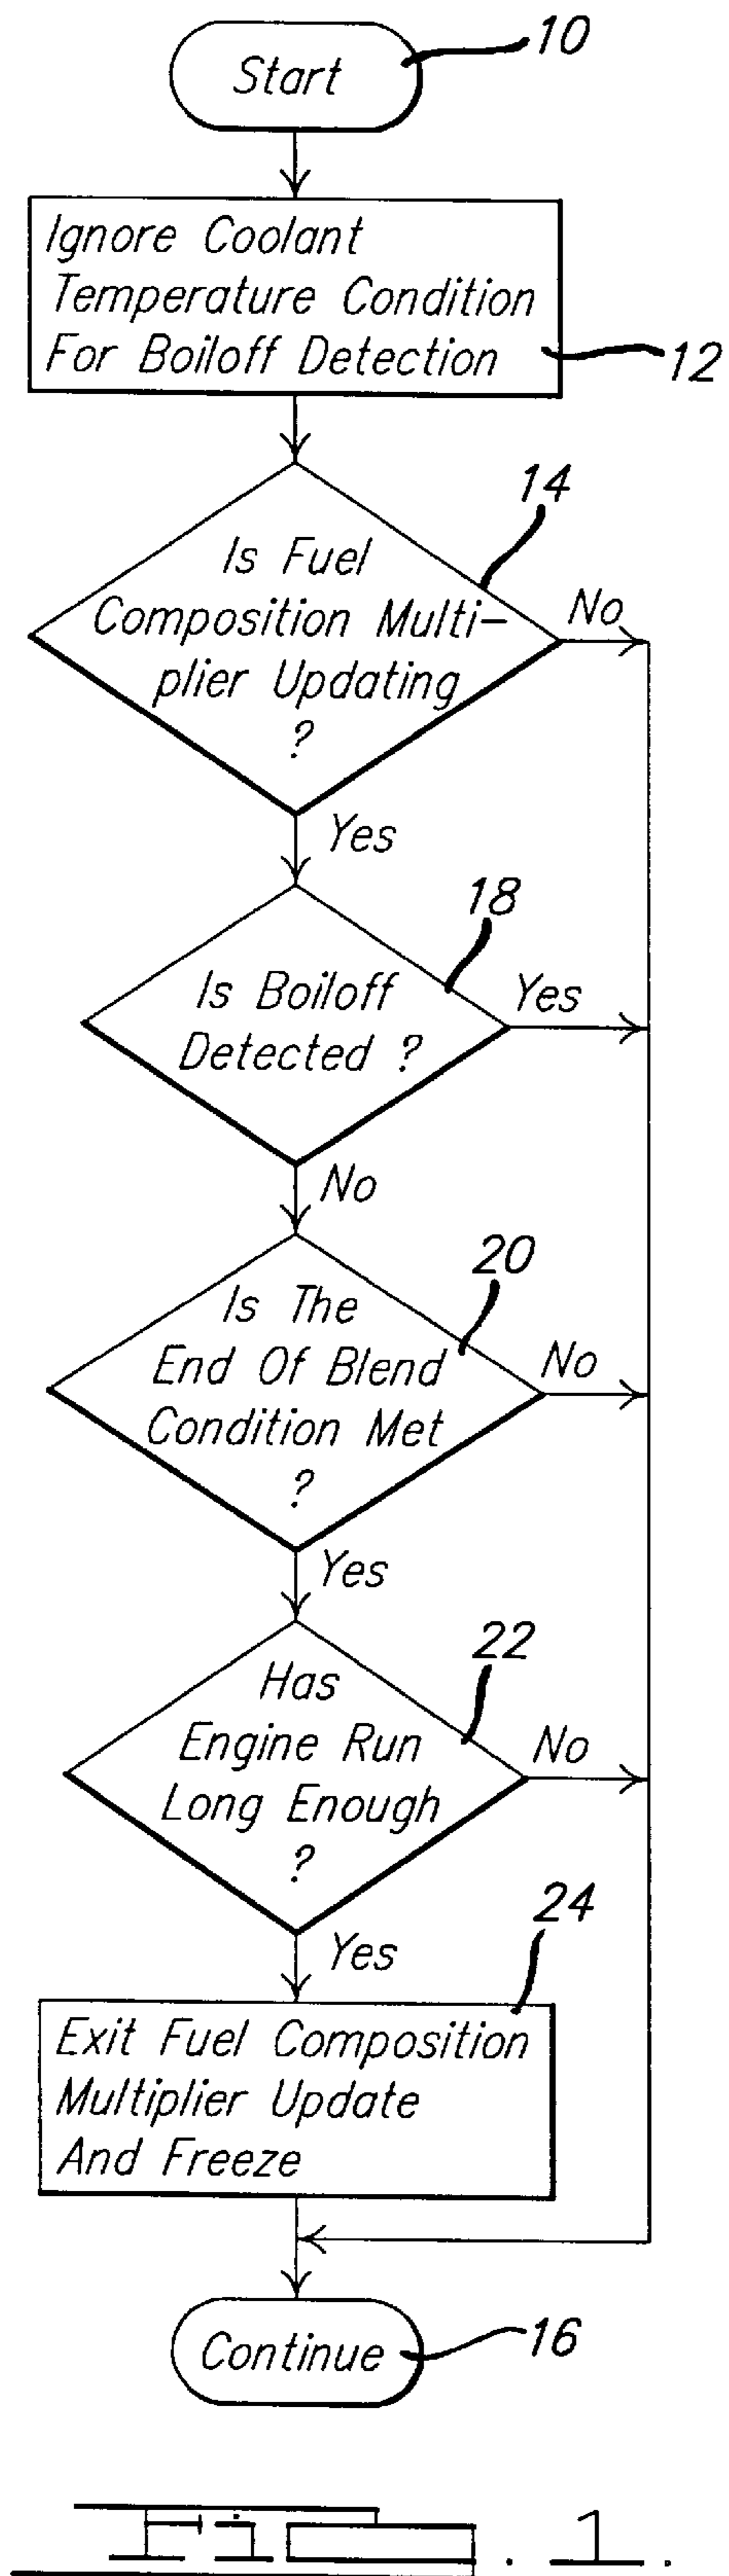 Start
10
Ignore Coolant
Temperature Condition
For Boiloff Detection
12
14
Is Fuel
Composition Multi-
plier Updating
?
No
Yes
18
Is Boiloff
Detected ?
Yes
No
20
Is The
End Of Blend
Condition Met
?
No
Yes
22
Has
Engine Run
Long Enough
?
No
Yes
24
Exit Fuel Composition
Multiplier Update
And Freeze
Continue
16
Fig. 1.